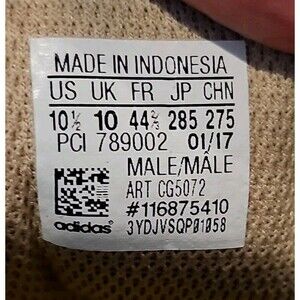 MADE IN INDONESIA
US UK FR JP CHN
10½ 10 44⅔ 285 275
PCI 789002 01/17
MALE/MÂLE
ART CG5072
#116875410
adidas 3YDJVSQP01058